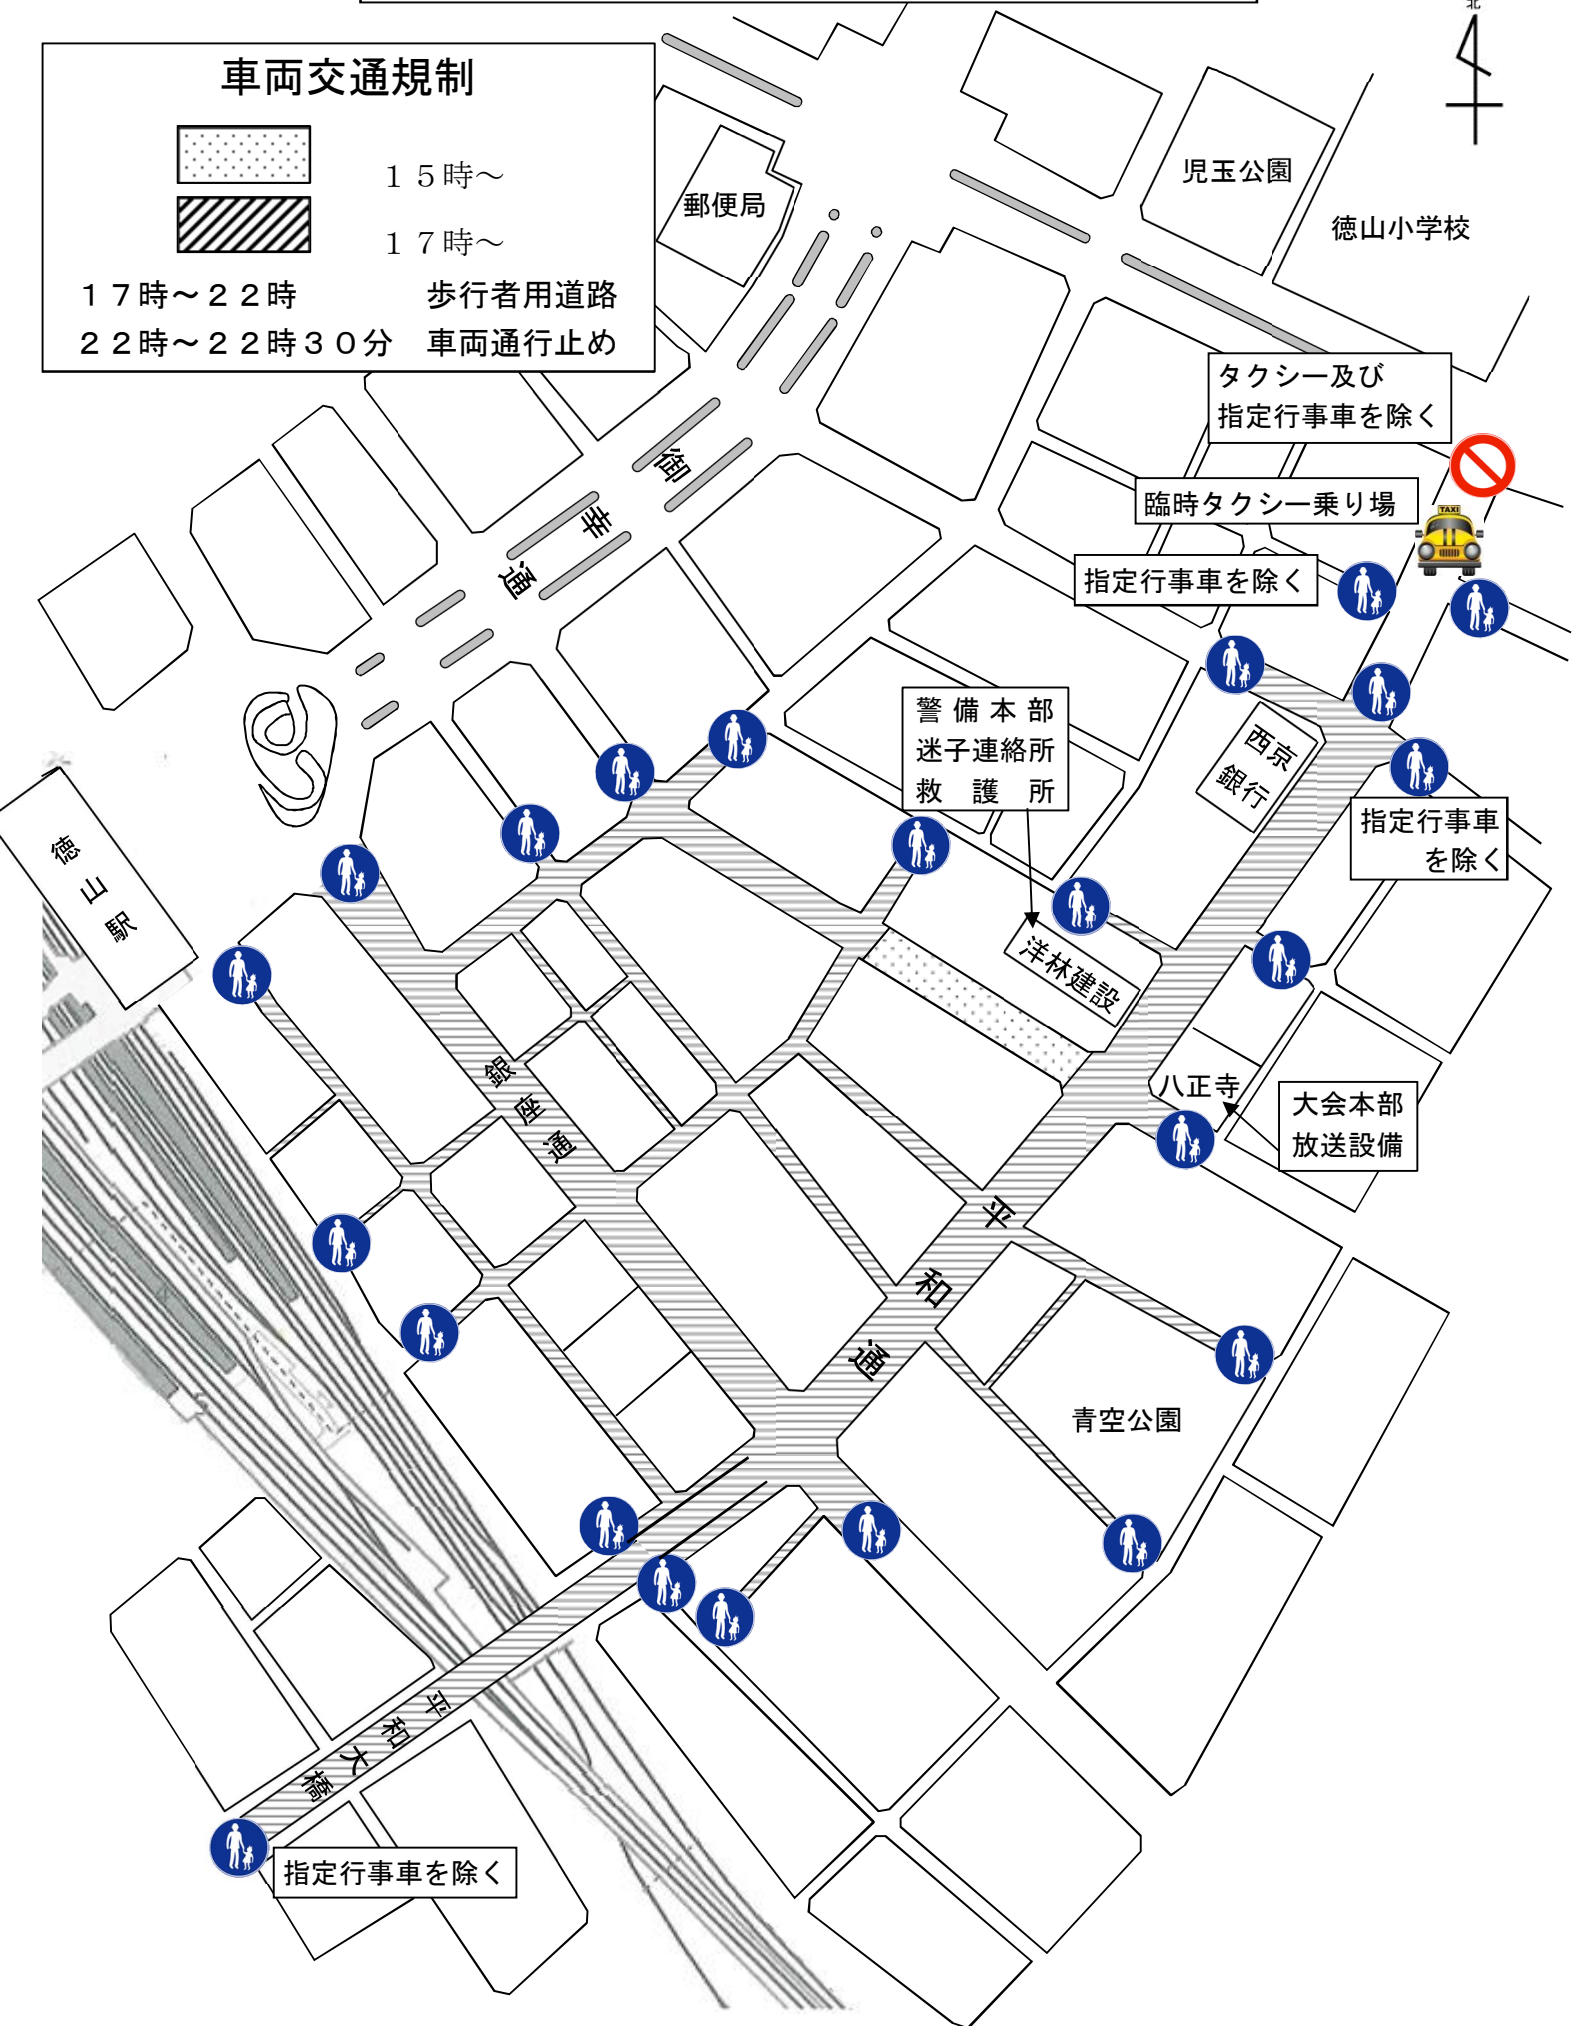 北
車両交通規制
１５時～
１７時～
１７時～２２時　歩行者用道路
２２時～２２時３０分　車両通行止め
郵便局
児玉公園
徳山小学校
タクシー及び
指定行事車を除く
臨時タクシー乗り場
TAXI
指定行事車を除く
御幸通
警備本部
迷子連絡所
救護所
西京
銀行
指定行事車
を除く
徳山駅
洋林建設
八正寺
大会本部
放送設備
銀座通
平和通
青空公園
平和大橋
指定行事車を除く